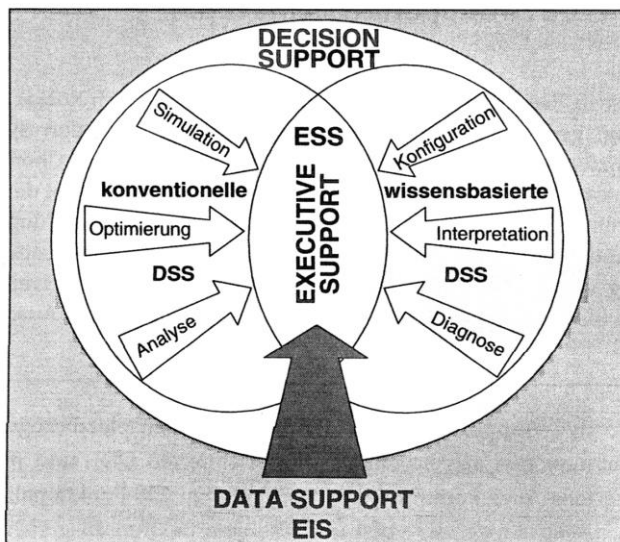 DECISION
SUPPORT
Simulation
konventionelle
Optimierung
DSS
Analyse
ESS
EXECUTIVE
SUPPORT
Konfiguration
wissensbasierte
Interpretation
DSS
Diagnose
DATA SUPPORT
EIS